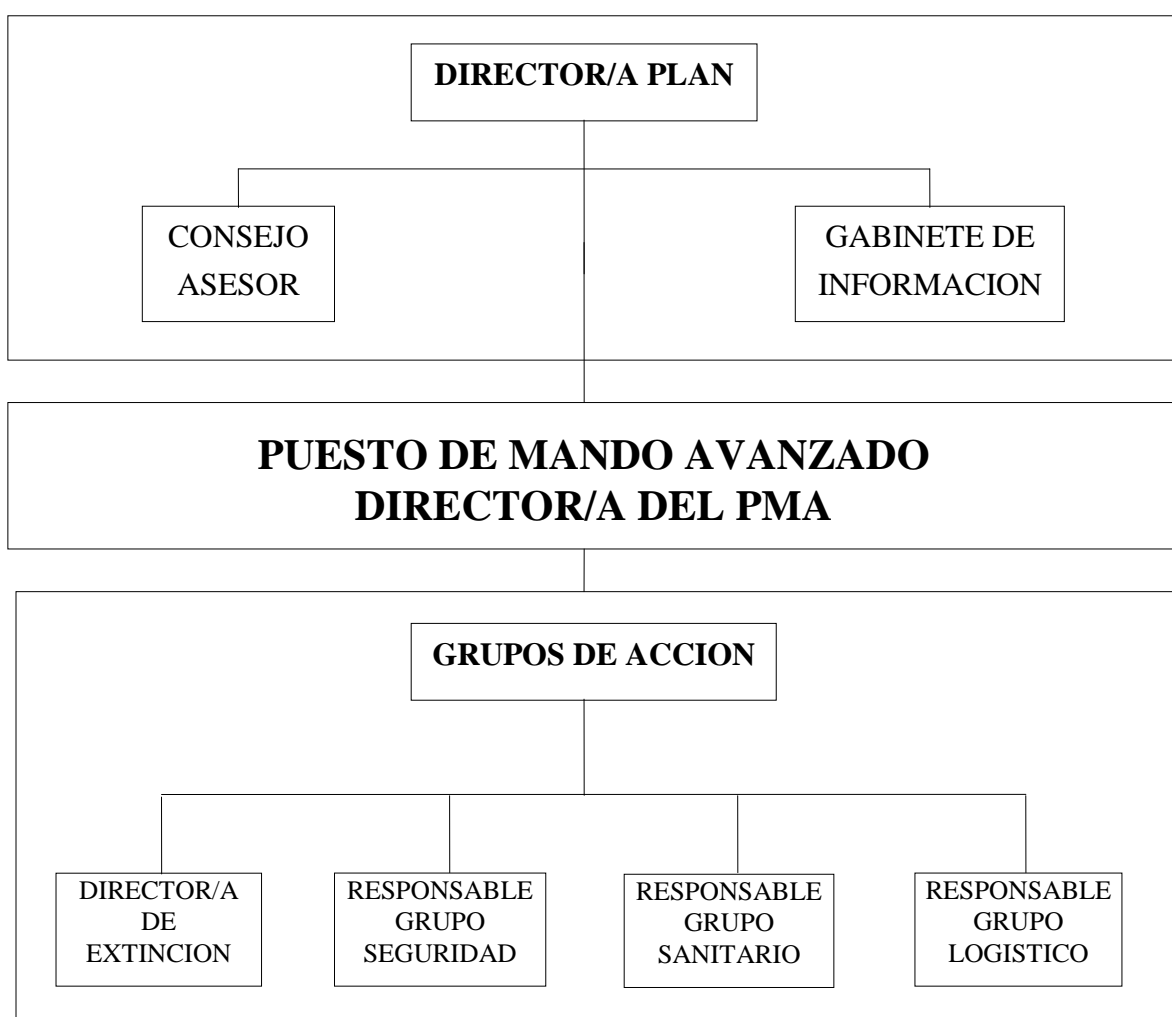 DIRECTOR/A PLAN
CONSEJO
ASESOR
GABINETE DE
INFORMACION
PUESTO DE MANDO AVANZADO
DIRECTOR/A DEL PMA
GRUPOS DE ACCION
DIRECTOR/A
DE
EXTINCION
RESPONSABLE
GRUPO
SEGURIDAD
RESPONSABLE
GRUPO
SANITARIO
RESPONSABLE
GRUPO
LOGISTICO